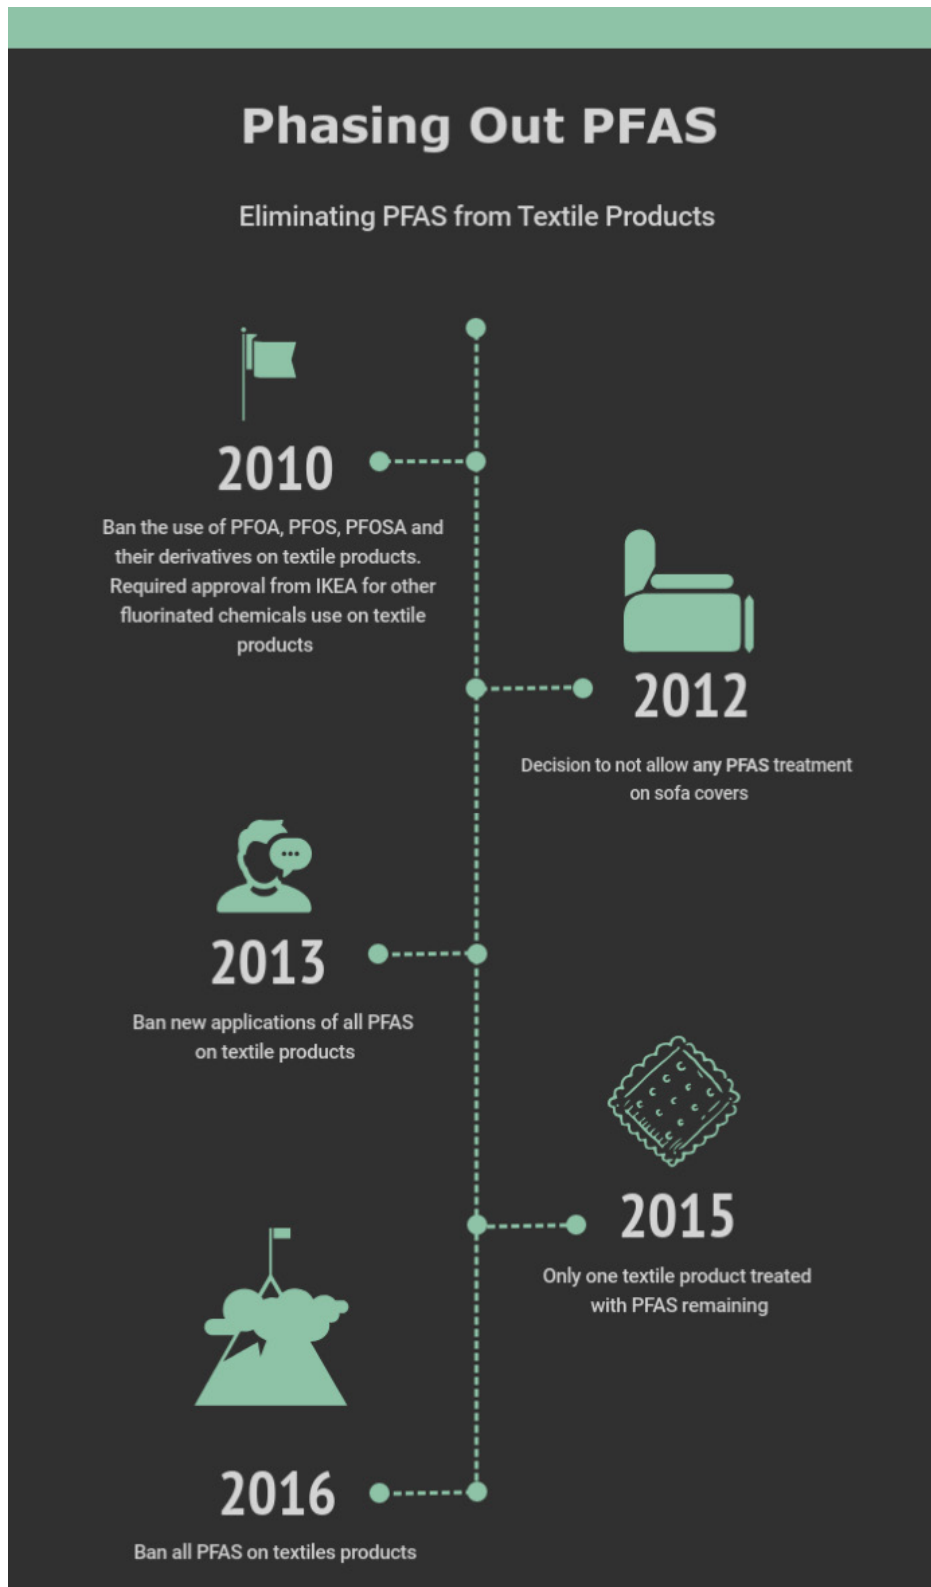 Phasing Out PFAS
Eliminating PFAS from Textile Products
2010
Ban the use of PFOA, PFOS, PFOSA and
their derivatives on textile products.
Required approval from IKEA for other
fluorinated chemicals use on textile
products
2012
Decision to not allow any PFAS treatment
on sofa covers
2013
Ban new applications of all PFAS
on textile products
2015
Only one textile product treated
with PFAS remaining
2016
Ban all PFAS on textiles products